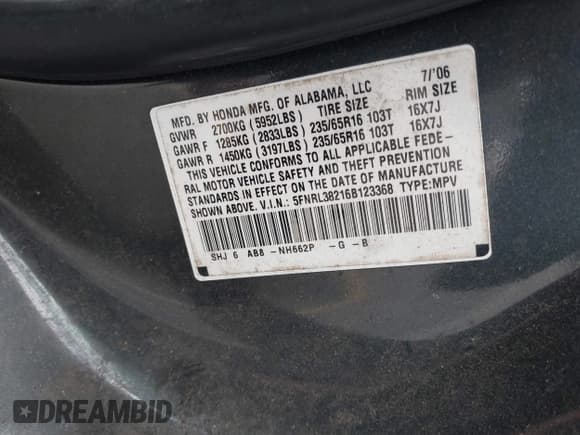 MFD. BY HONDA MFG. OF ALABAMA, LLC 7/'06
GVWR 2700KG (5952LBS) TIRE SIZE RIM SIZE
GAWR F 1285KG (2833LBS) 235/65R16 103T 16X7J
GAWR R 1450KG (3197LBS) 235/65R16 103T 16X7J
THIS VEHICLE CONFORMS TO ALL APPLICABLE FEDE-
RAL MOTOR VEHICLE SAFETY AND THEFT PREVENTION
STANDARDS IN EFFECT ON THE DATE OF MANUFACTURE
SHOWN ABOVE. V.I.N.: 5FNRL38216B123368 TYPE:MPV
SHJ 6 AB8 -NH662P -G -B
DREAMBID